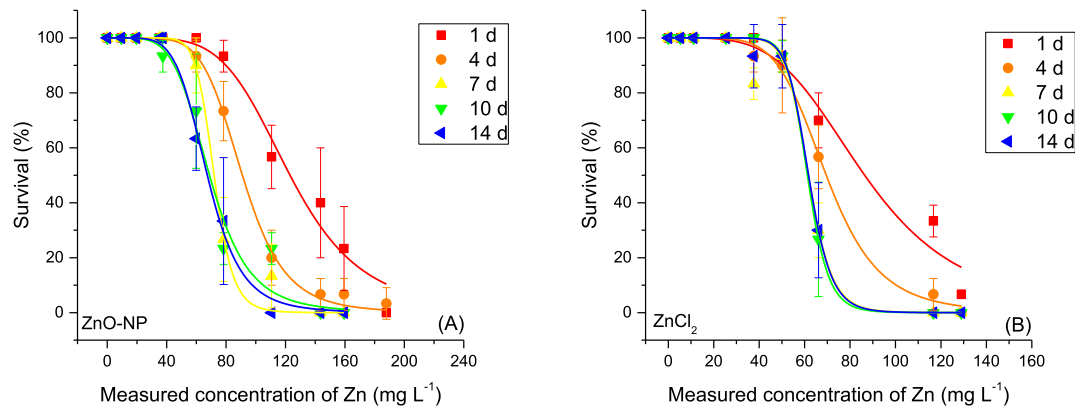 100
80
60
40
20
0
Survival (%)
0
40
80
120
160
200
240
Measured concentration of Zn (mg L⁻¹)
ZnO-NP
(A)
1 d
4 d
7 d
10 d
14 d
100
80
60
40
20
0
Survival (%)
0
20
40
60
80
100
120
140
160
Measured concentration of Zn (mg L⁻¹)
ZnCl₂
(B)
1 d
4 d
7 d
10 d
14 d